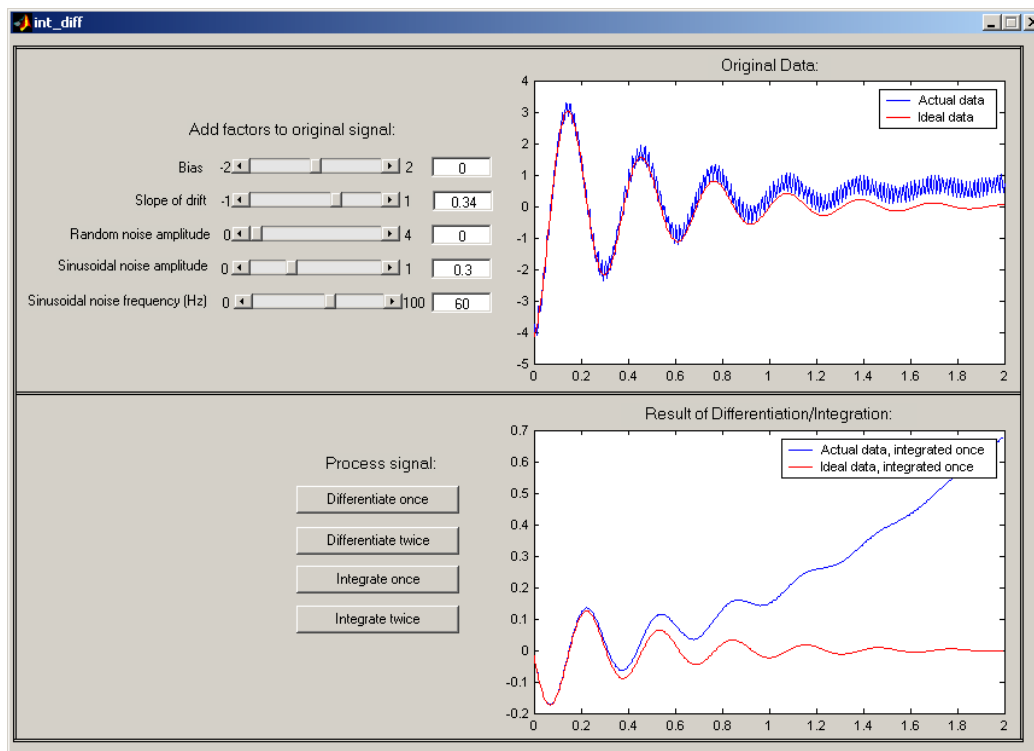 int_diff
Add factors to original signal:
Bias -2 2 0
Slope of drift -1 1 0.34
Random noise amplitude 0 4 0
Sinusoidal noise amplitude 0 1 0.3
Sinusoidal noise frequency (Hz) 0 100 60
Original Data:
Actual data
Ideal data
4
3
2
1
0
-1
-2
-3
-4
-5
0 0.2 0.4 0.6 0.8 1 1.2 1.4 1.6 1.8 2
Process signal:
Differentiate once
Differentiate twice
Integrate once
Integrate twice
Result of Differentiation/Integration:
Actual data, integrated once
Ideal data, integrated once
0.7
0.6
0.5
0.4
0.3
0.2
0.1
0
-0.1
-0.2
0 0.2 0.4 0.6 0.8 1 1.2 1.4 1.6 1.8 2